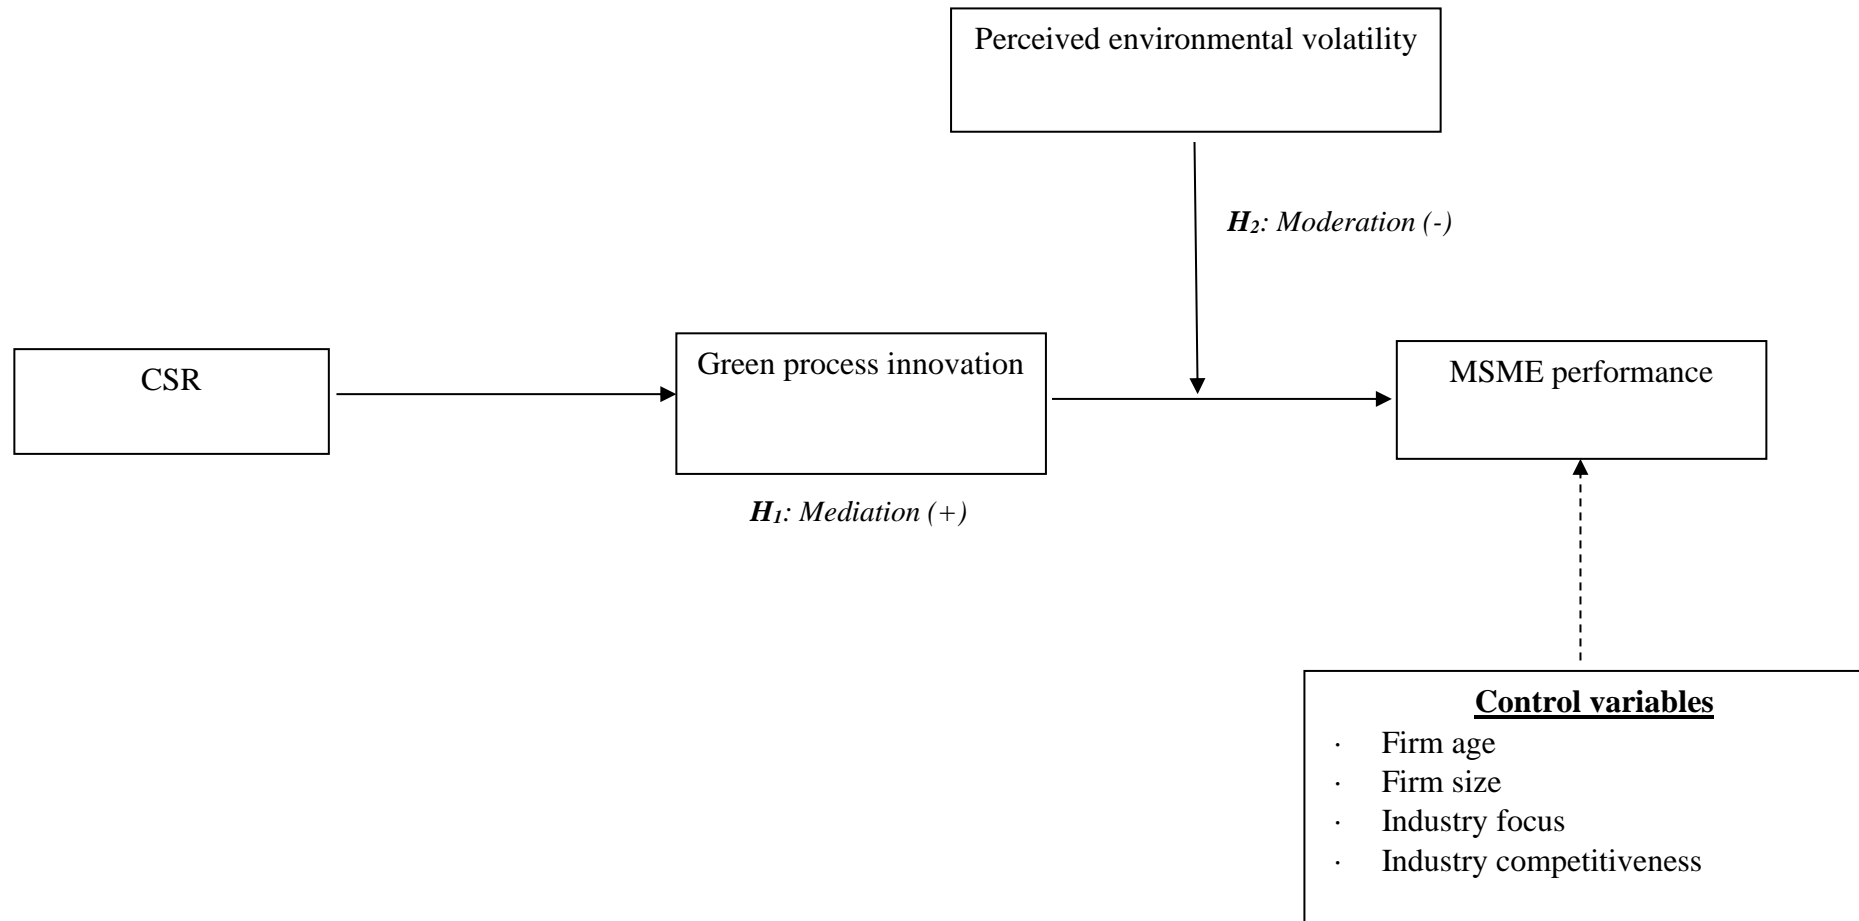 Perceived environmental volatility
H2: Moderation (-)
CSR
Green process innovation
MSME performance
H1: Mediation (+)
Control variables
· Firm age
· Firm size
· Industry focus
· Industry competitiveness